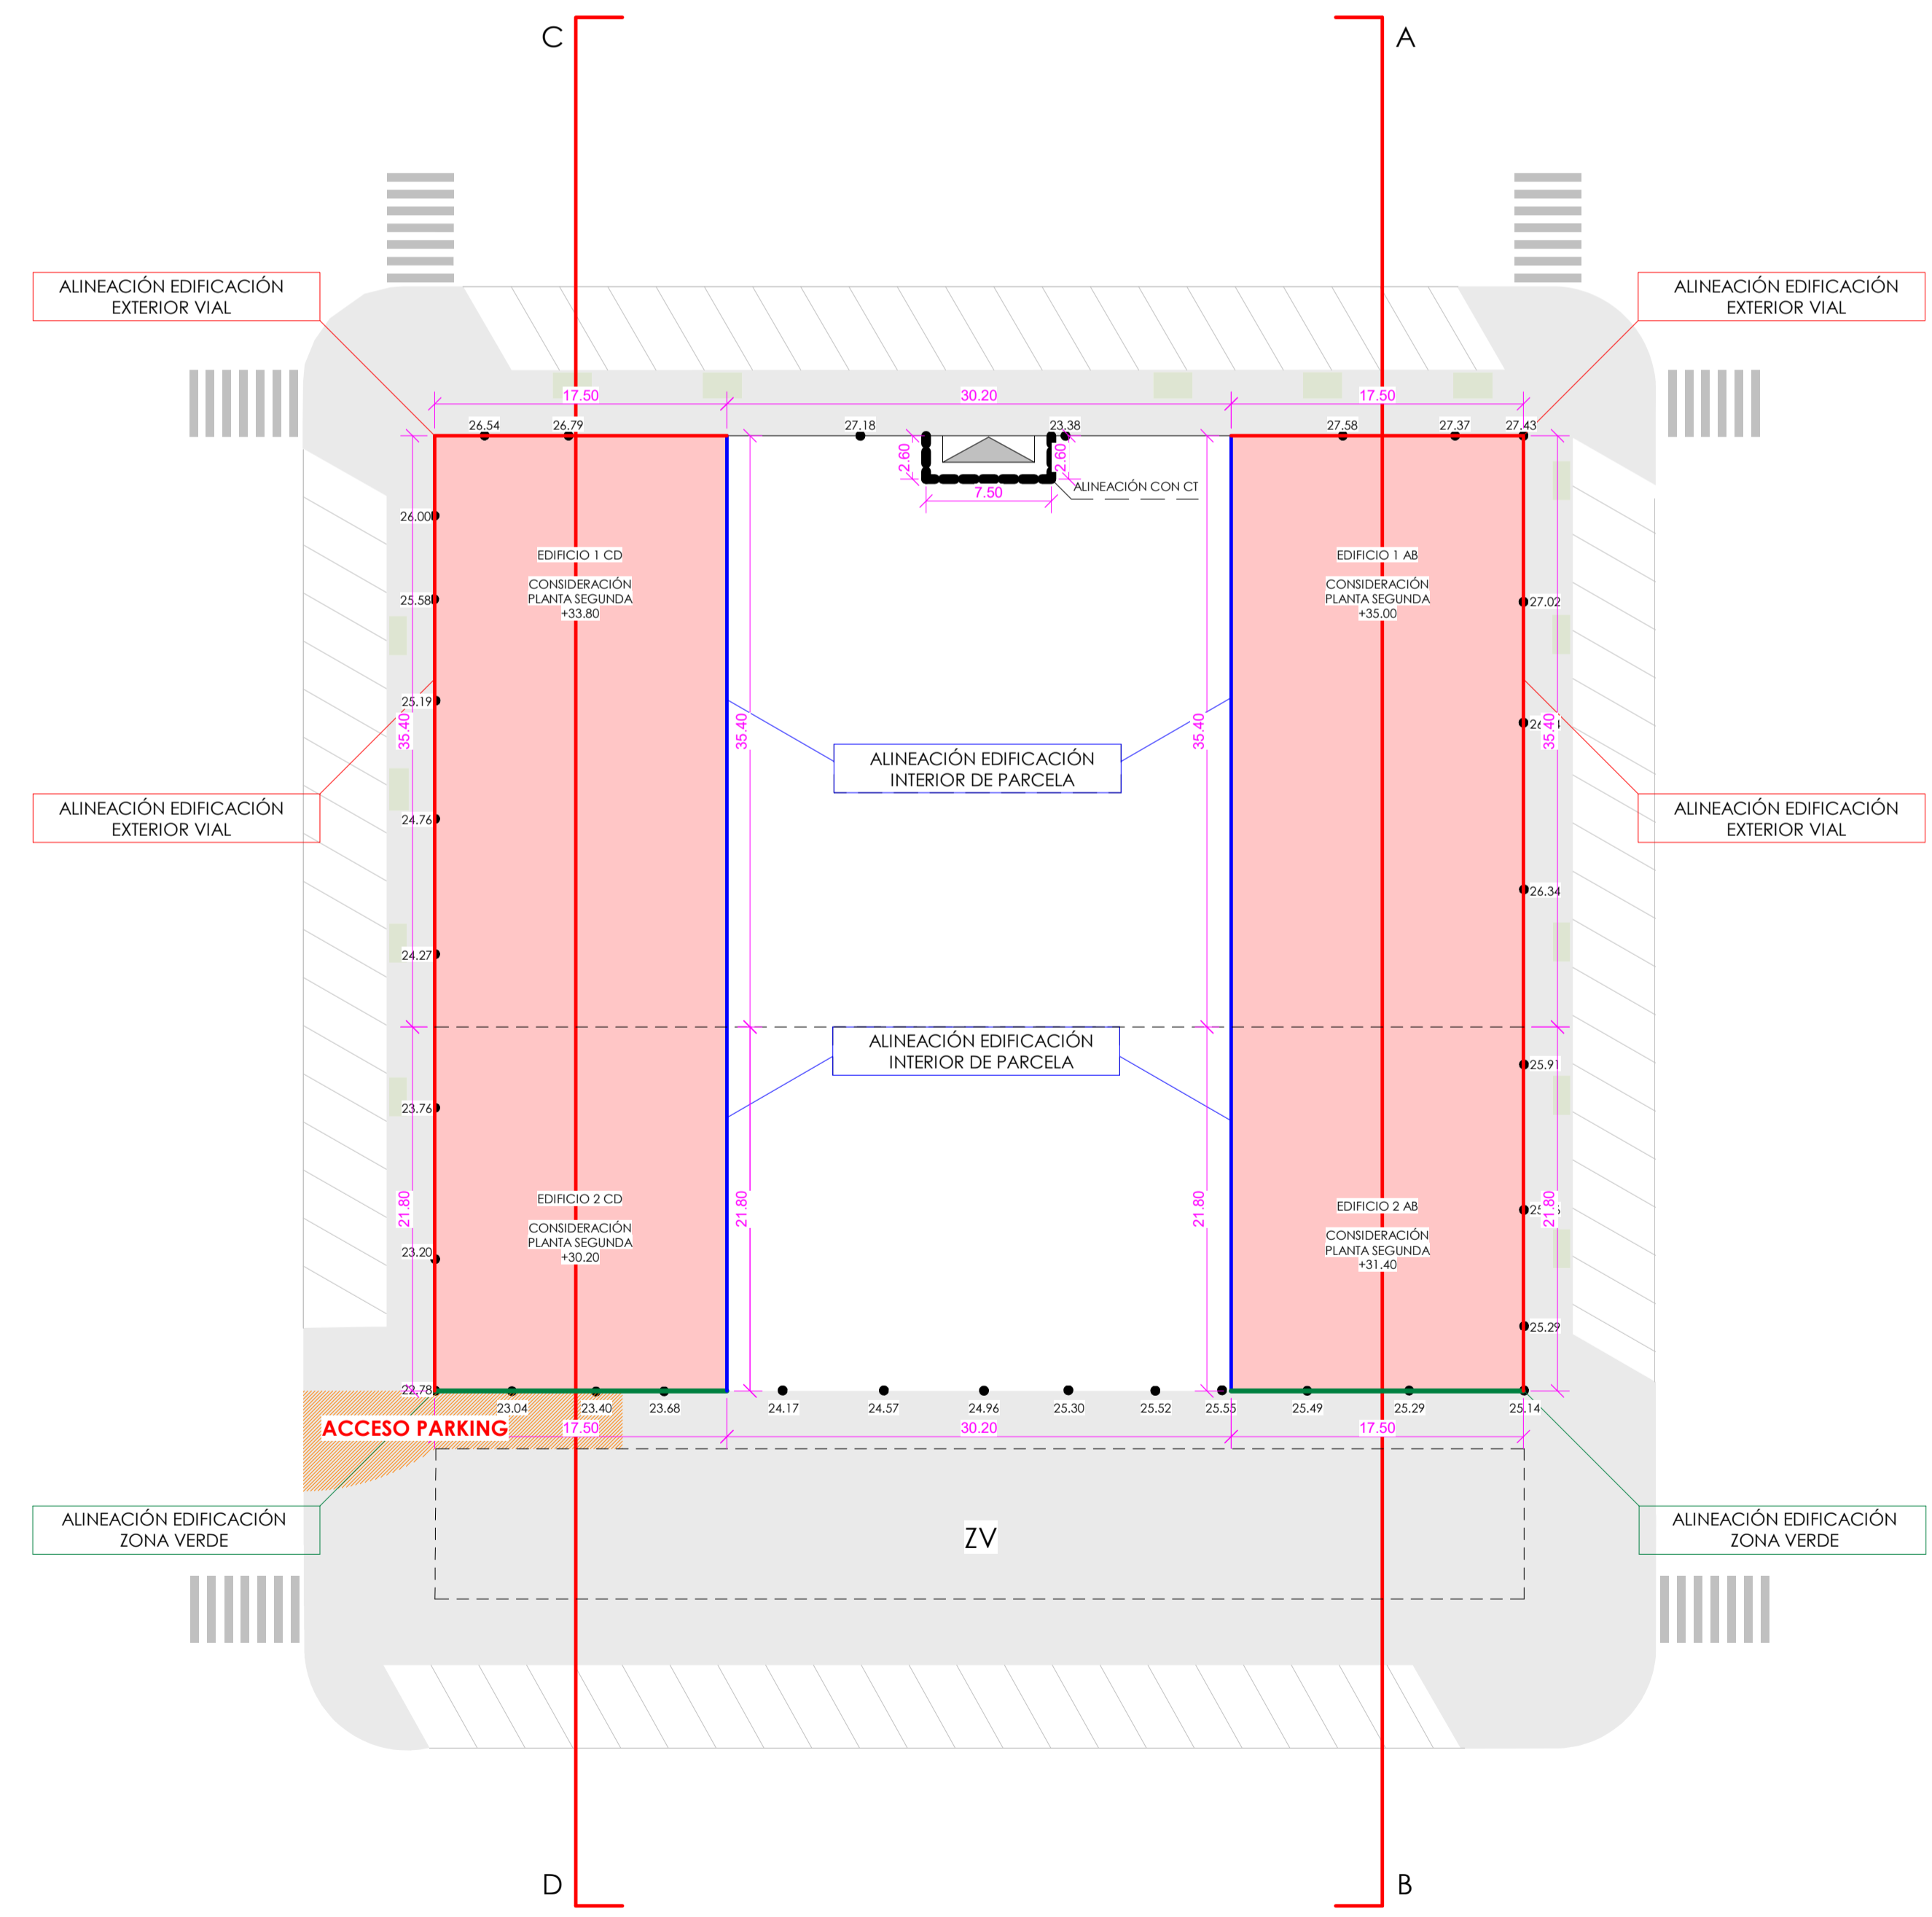 C
A
ALINEACIÓN EDIFICACIÓN
EXTERIOR VIAL
ALINEACIÓN EDIFICACIÓN
EXTERIOR VIAL
17.50
30.20
17.50
26.54
26.79
27.18
23.38
27.58
27.37
27.43
2.60
2.60
7.50
ALINEACIÓN CON CT
26.00
EDIFICIO 1 CD
CONSIDERACIÓN
PLANTA SEGUNDA
+33.80
EDIFICIO 1 AB
CONSIDERACIÓN
PLANTA SEGUNDA
+35.00
25.58
27.02
25.19
35.40
35.40
35.40
35.40
ALINEACIÓN EDIFICACIÓN
INTERIOR DE PARCELA
ALINEACIÓN EDIFICACIÓN
EXTERIOR VIAL
ALINEACIÓN EDIFICACIÓN
EXTERIOR VIAL
24.76
26.34
24.27
ALINEACIÓN EDIFICACIÓN
INTERIOR DE PARCELA
25.91
23.76
21.80
21.80
21.80
21.80
EDIFICIO 2 CD
CONSIDERACIÓN
PLANTA SEGUNDA
+30.20
EDIFICIO 2 AB
CONSIDERACIÓN
PLANTA SEGUNDA
+31.40
23.20
25.29
22.78
23.04
23.40
23.68
24.17
24.57
24.96
25.30
25.52
25.55
25.49
25.29
25.14
ACCESO PARKING
17.50
30.20
17.50
ALINEACIÓN EDIFICACIÓN
ZONA VERDE
ZV
ALINEACIÓN EDIFICACIÓN
ZONA VERDE
D
B